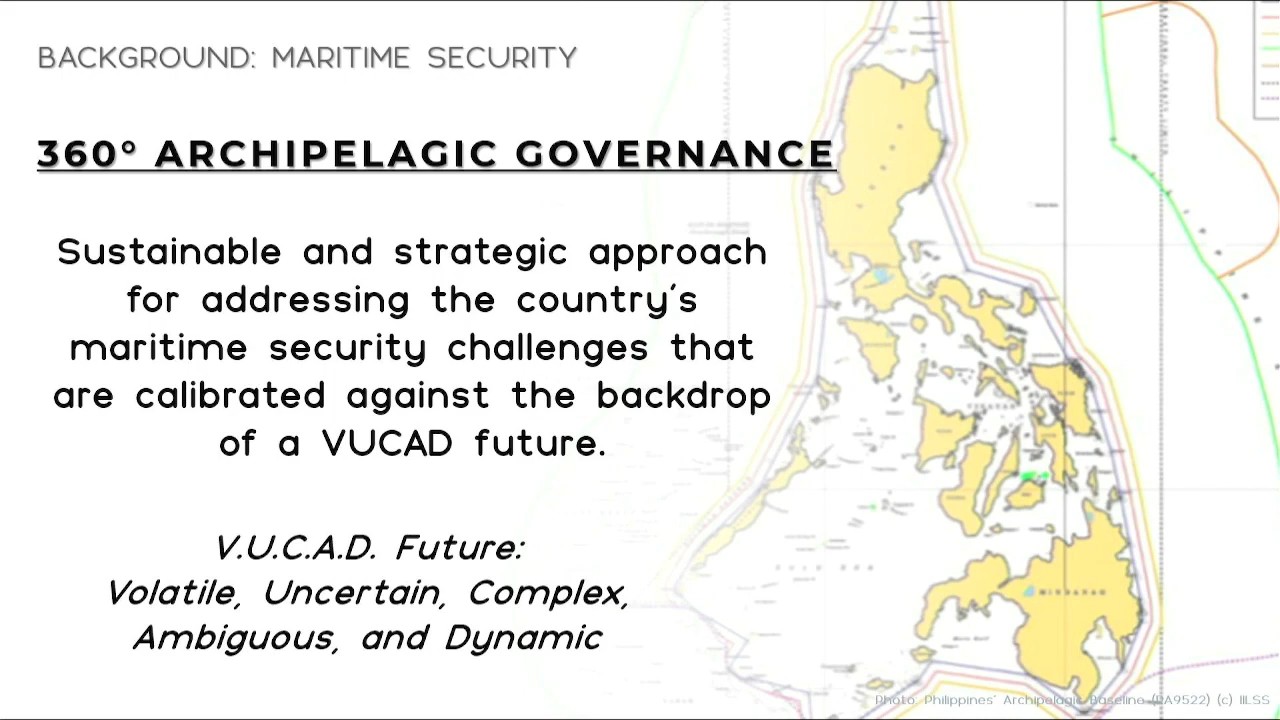 BACKGROUND: MARITIME SECURITY
360° ARCHIPELAGIC GOVERNANCE
Sustainable and strategic approach
for addressing the country's
maritime security challenges that
are calibrated against the backdrop
of a VUCAD future.
V.U.C.A.D. Future:
Volatile, Uncertain, Complex,
Ambiguous, and Dynamic
MINDANAO
Photo: Philippines' Archipelagic Baseline (RA9522) (c) IILSS